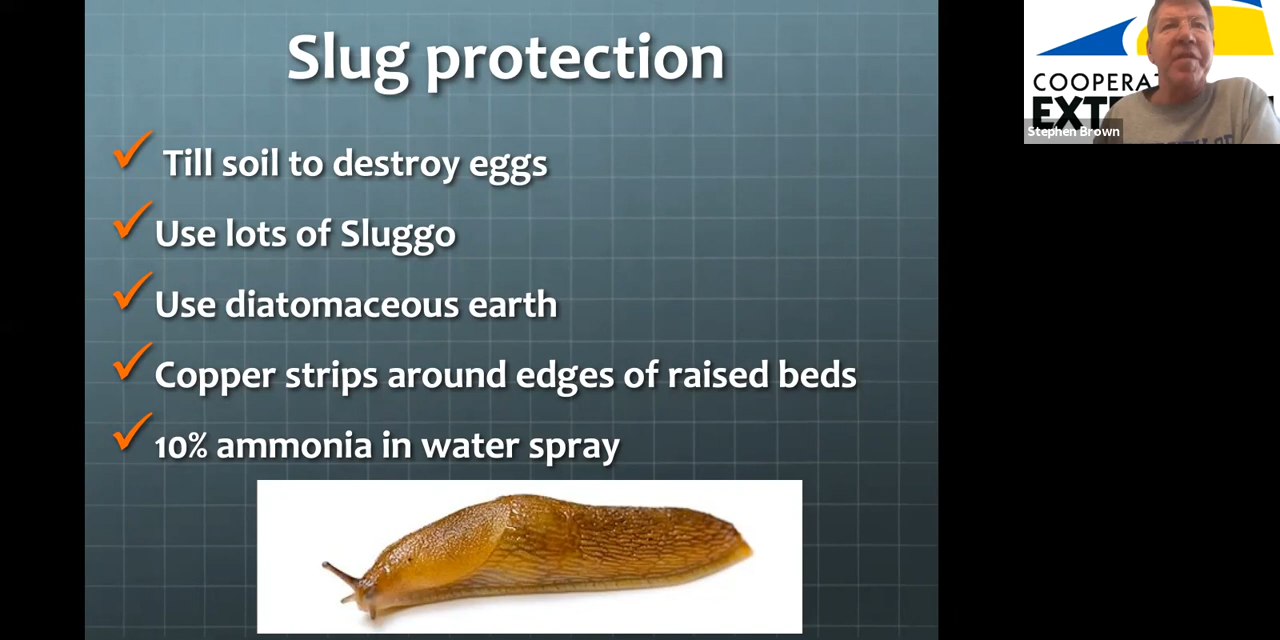 Slug protection
Till soil to destroy eggs
Use lots of Sluggo
Use diatomaceous earth
Copper strips around edges of raised beds
10% ammonia in water spray
COOPERA
EXT
Stephen Brown